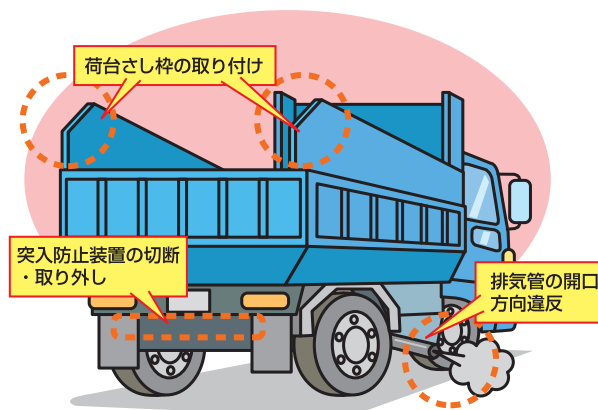 荷台さし枠の取り付け
突入防止装置の切断
・取り外し
排気管の開口
方向違反